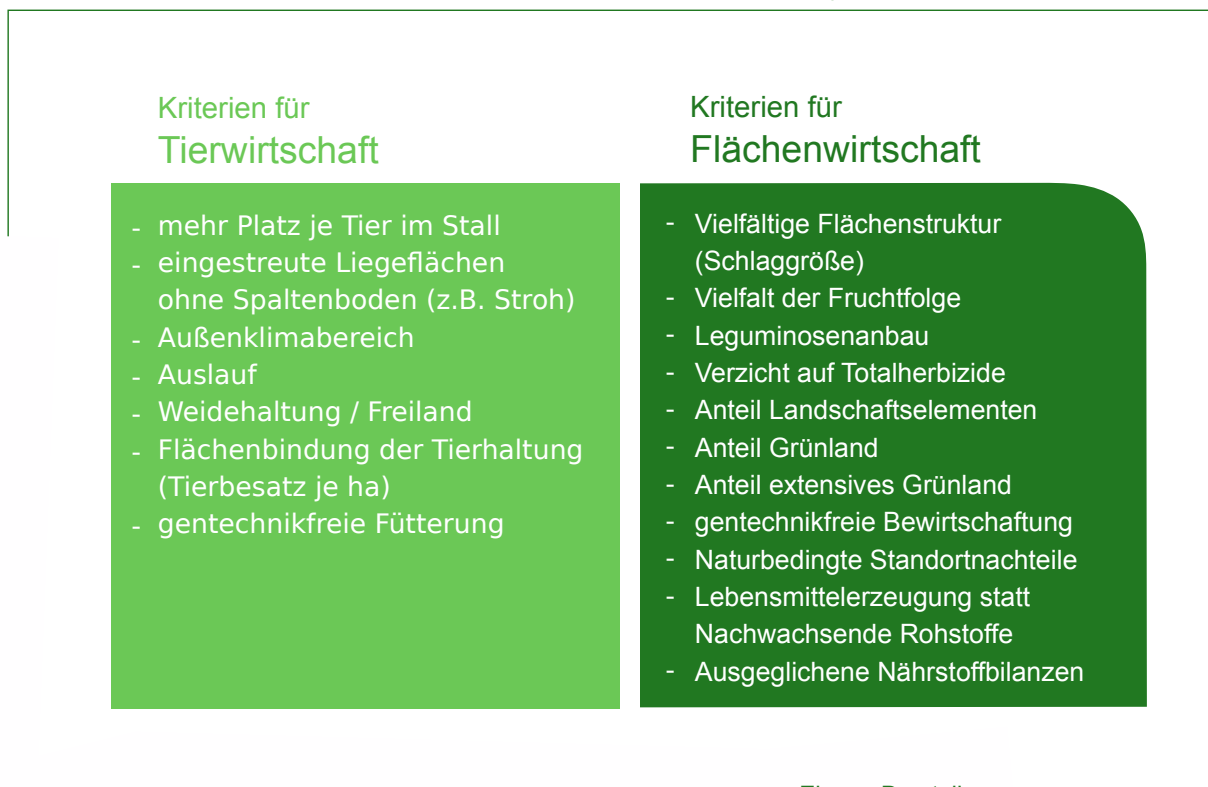 Kriterien für
Tierwirtschaft
- mehr Platz je Tier im Stall
- eingestreute Liegeflächen
ohne Spaltenboden (z.B. Stroh)
- Außenklimabereich
- Auslauf
- Weidehaltung / Freiland
- Flächenbindung der Tierhaltung
(Tierbesatz je ha)
- gentechnikfreie Fütterung
Kriterien für
Flächenwirtschaft
- Vielfältige Flächenstruktur
(Schlaggröße)
- Vielfalt der Fruchtfolge
- Leguminosenanbau
- Verzicht auf Totalherbizide
- Anteil Landschaftselementen
- Anteil Grünland
- Anteil extensives Grünland
- gentechnikfreie Bewirtschaftung
- Naturbedingte Standortnachteile
- Lebensmittelerzeugung statt
Nachwachsende Rohstoffe
- Ausgeglichene Nährstoffbilanzen